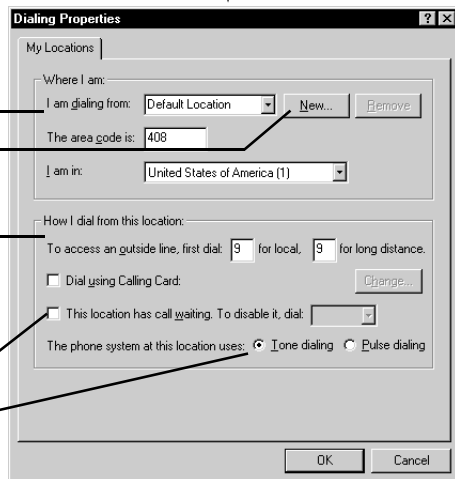 Dialing Properties
My Locations
Where I am:
I am dialing from: Default Location New... Remove
The area code is: 408
I am in: United States of America (1)
How I dial from this location:
To access an outside line, first dial: 9 for local, 9 for long distance.
Dial using Calling Card: Change...
This location has call waiting. To disable it, dial:
The phone system at this location uses: Tone dialing Pulse dialing
OK Cancel